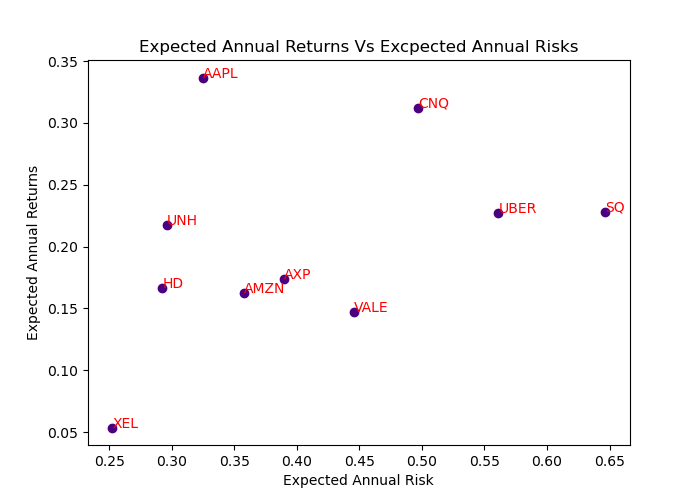 Expected Annual Returns Vs Excpected Annual Risks
0.35
0.30
0.25
0.20
0.15
0.10
0.05
Expected Annual Returns
AAPL
CNQ
UBER
SQ
UNH
HD
AMZN
AXP
VALE
XEL
0.25 0.30 0.35 0.40 0.45 0.50 0.55 0.60 0.65
Expected Annual Risk